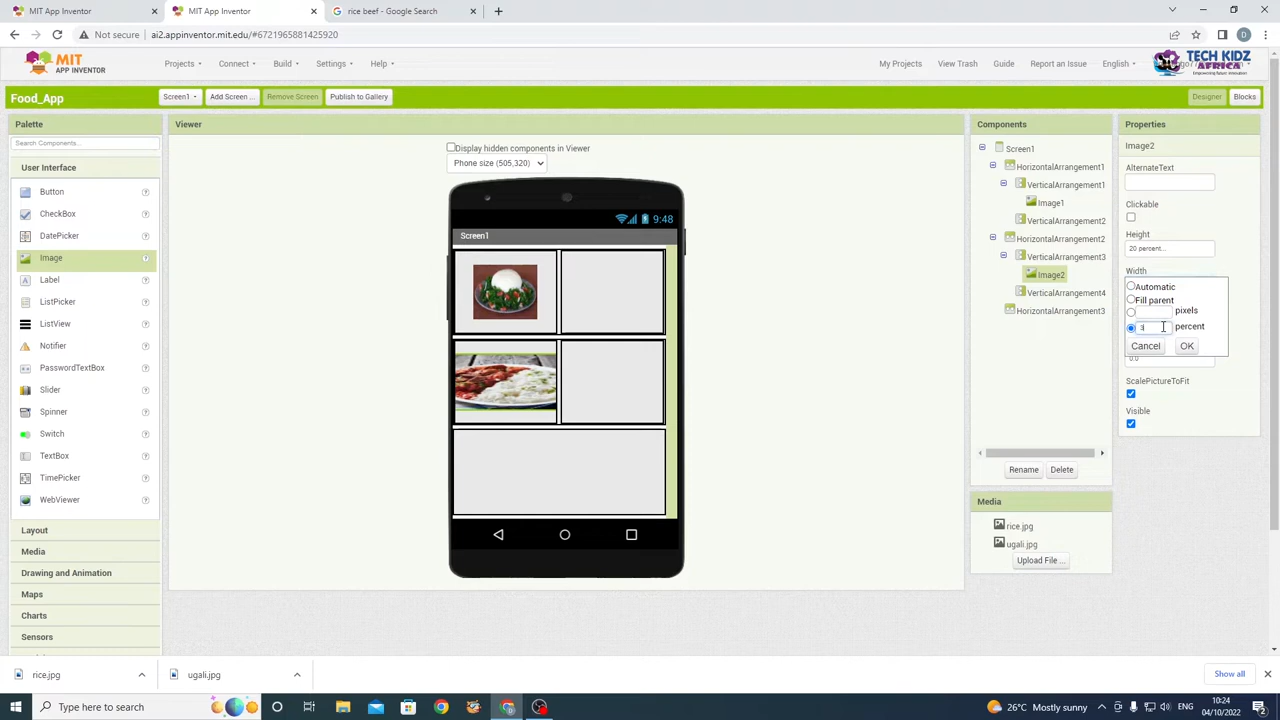 MIT App Inventor
MIT App Inventor
rice beef - Google Search
Not secure
ai2.appinventor.mit.edu/#6721965881425920
D
MIT
APP INVENTOR
Projects
Connect
Build
Settings
Help
My Projects
View Trash
Guide
Report an Issue
English
TECH KIDZ
AFRICA
Food_App
Screen1
Add Screen ...
Remove Screen
Publish to Gallery
Designer
Blocks
Palette
Viewer
Components
Properties
Search Components...
User Interface
Button
CheckBox
DatePicker
Image
Label
ListPicker
ListView
Notifier
PasswordTextBox
Slider
Spinner
Switch
TextBox
TimePicker
WebViewer
Layout
Media
Drawing and Animation
Maps
Charts
Sensors
Display hidden components in Viewer
Phone size (505,320)
9:48
Screen1
Screen1
HorizontalArrangement1
VerticalArrangement1
Image1
VerticalArrangement2
HorizontalArrangement2
VerticalArrangement3
Image2
VerticalArrangement4
HorizontalArrangement3
Rename
Delete
Media
rice.jpg
ugali.jpg
Upload File ...
Image2
AlternateText
Clickable
Height
20 percent...
Width
Automatic
Fill parent
pixels
3
percent
Cancel
OK
0.0
ScalePictureToFit
Visible
rice.jpg
ugali.jpg
Show all
Type here to search
26°C Mostly sunny
10:24
04/10/2022